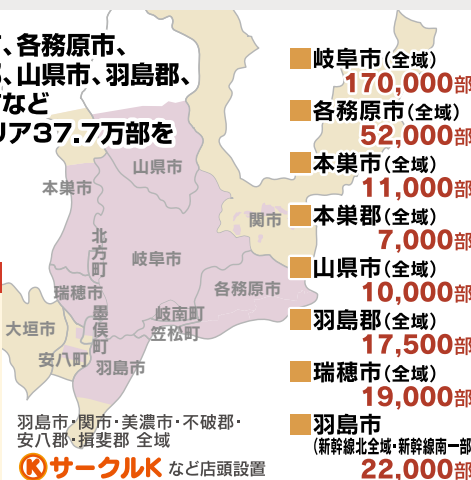 、各務原市、
、山県市、羽島郡、
など
リア37.7万部を
山県市
本巣市
関市
北方町
岐阜市
瑞穂市
各務原市
墨俣町
岐南町
笠松町
大垣市
安八町
羽島市
羽島市・関市・美濃市・不破郡・
安八郡・揖斐郡 全域
ⓀサークルK など店頭設置
岐阜市(全域)
170,000部
各務原市(全域)
52,000部
本巣市(全域)
11,000部
本巣郡(全域)
7,000部
山県市(全域)
10,000部
羽島郡(全域)
17,500部
瑞穂市(全域)
19,000部
羽島市
(新幹線北全域・新幹線南一部
22,000部